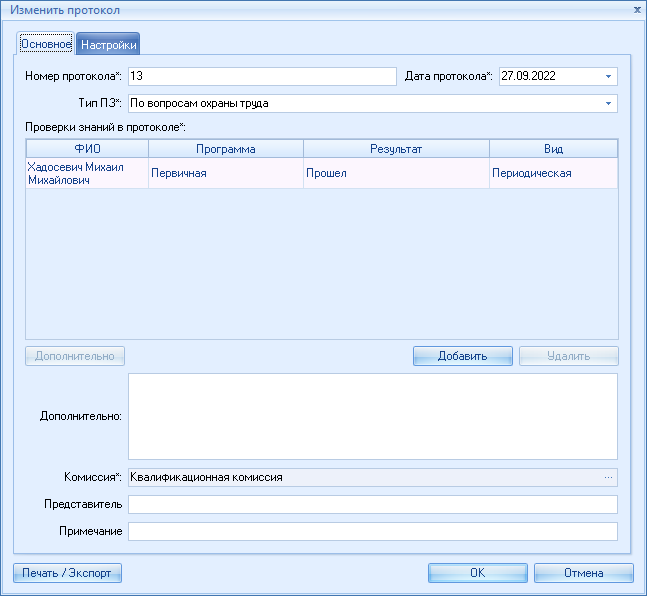 Изменить протокол x
Основное Настройки
Номер протокола*: 13 Дата протокола*: 27.09.2022
Тип ПЗ*: По вопросам охраны труда
Проверки знаний в протоколе*:
ФИО Программа Результат Вид
Хадосевич Михаил
Михайлович Первичная Прошел Периодическая
Дополнительно Добавить Удалить
Дополнительно:
Комиссия*: Квалификационная комиссия ...
Представитель
Примечание
Печать / Экспорт OK Отмена